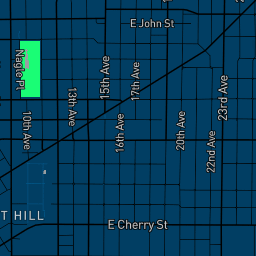 E John St
Nagle Pl.
15th Ave
17th Ave
23rd Ave
13th Ave
10th Ave
16th Ave
20th Ave
22nd Ave
T HILL
E Cherry St